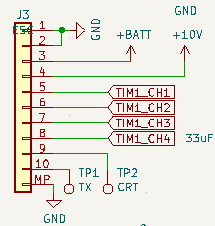 GND
J3
1
GND
+BATT
+10V
2
3
4
5
TIM1_CH1
6
TIM1_CH2
7
TIM1_CH3
8
TIM1_CH4
33uF
9
10
TP1
TP2
MP
TX
CRT
GND